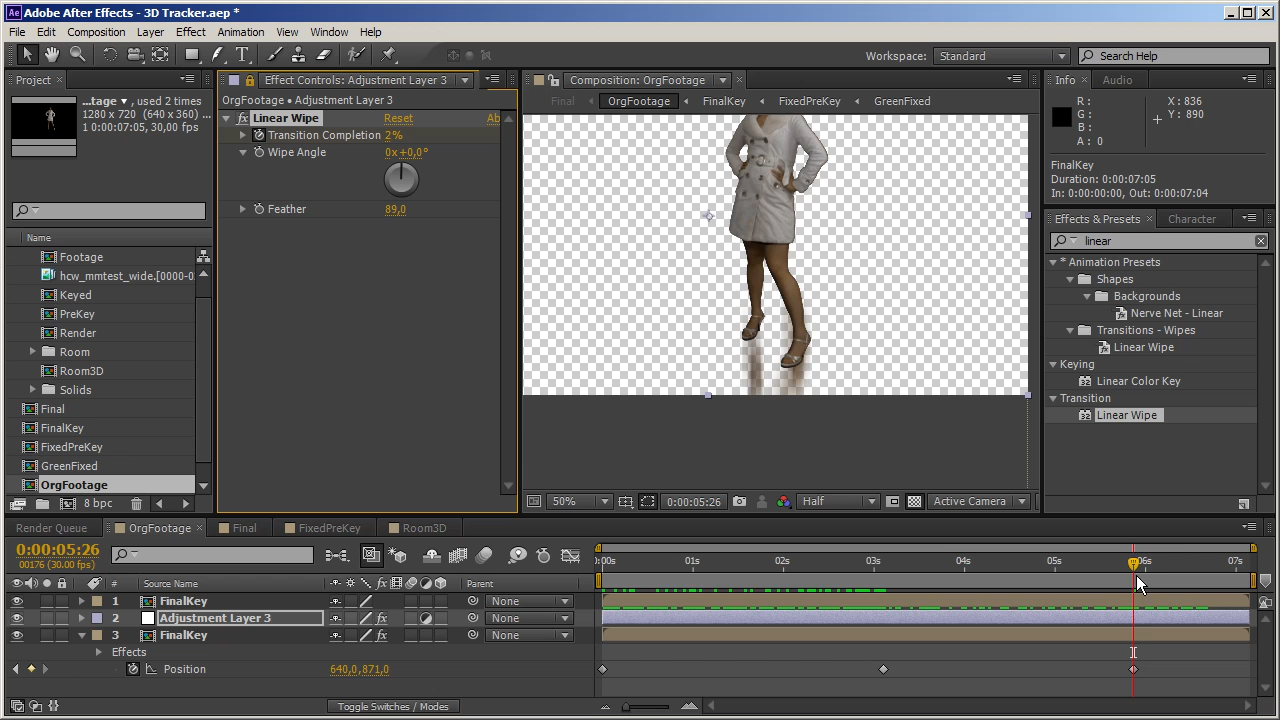 Adobe After Effects - 3D Tracker.aep *
File Edit Composition Layer Effect Animation View Window Help
Workspace: Standard Search Help
Project Effect Controls: Adjustment Layer 3 Composition: OrgFootage Info Audio
...tage ▼, used 2 times
1280 x 720 (640 x 360) ...
1 0:00:07:05, 30,00 fps
Name
Footage
hcw_mmtest_wide.[0000-0
Keyed
PreKey
Render
Room
Room3D
Solids
Final
FinalKey
FixedPreKey
GreenFixed
OrgFootage
8 bpc
OrgFootage • Adjustment Layer 3
fx Linear Wipe Reset Ab
Transition Completion 2%
Wipe Angle 0x+0,0°
Feather 89,0
Final OrgFootage FinalKey FixedPreKey GreenFixed
50% 0:00:05:26 Half Active Camera
R :
G :
B :
A : 0
X : 836
Y : 890
FinalKey
Duration: 0:00:07:05
In: 0:00:00:00, Out: 0:00:07:04
Effects & Presets Character
linear
* Animation Presets
Shapes
Backgrounds
Nerve Net - Linear
Transitions - Wipes
Linear Wipe
Keying
Linear Color Key
Transition
Linear Wipe
Render Queue OrgFootage Final FixedPreKey Room3D
0:00:05:26
00176 (30.00 fps)
:00s 01s 02s 03s 04s 05s 06s 07s
# Source Name Parent
1 FinalKey None
2 Adjustment Layer 3 None
3 FinalKey None
Effects
Position 640,0,871,0
Toggle Switches / Modes